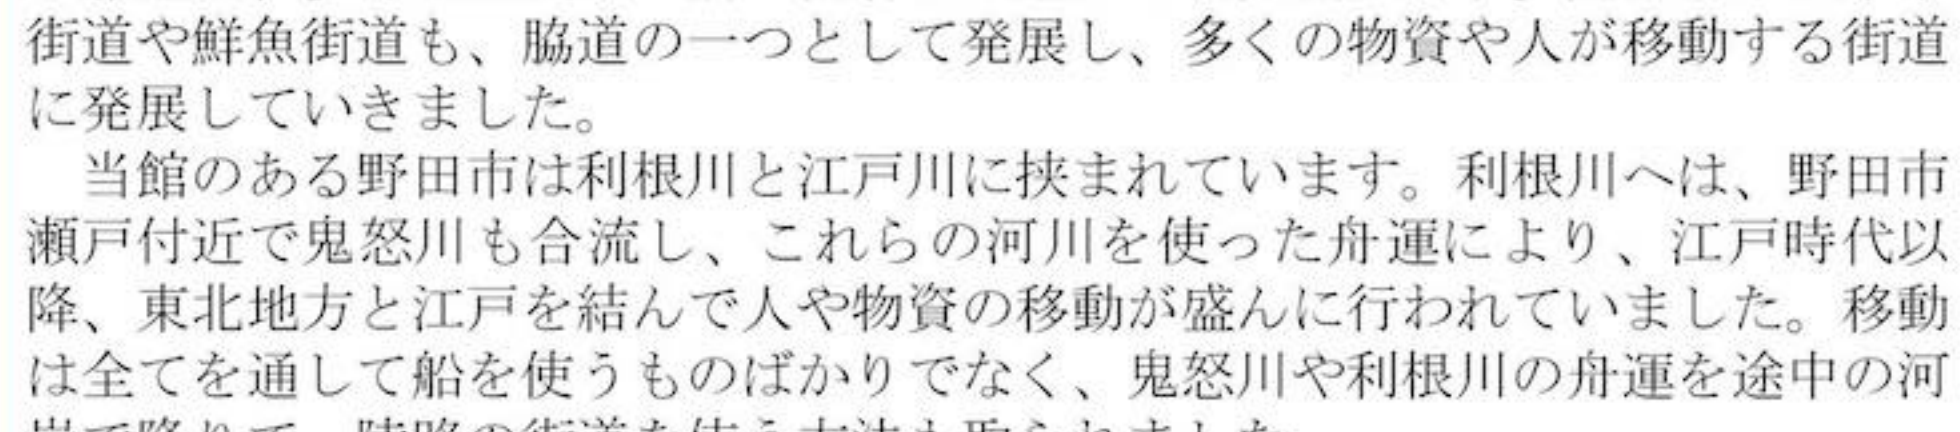 街道や鮮魚街道も、脇道の一つとして発展し、多くの物資や人が移動する街道
に発展していきました。
当館のある野田市は利根川と江戸川に挟まれています。利根川へは、野田市
瀬戸付近で鬼怒川も合流し、これらの河川を使った舟運により、江戸時代以
降、東北地方と江戸を結んで人や物資の移動が盛んに行われていました。移動
は全てを通して船を使うものばかりでなく、鬼怒川や利根川の舟運を途中の河